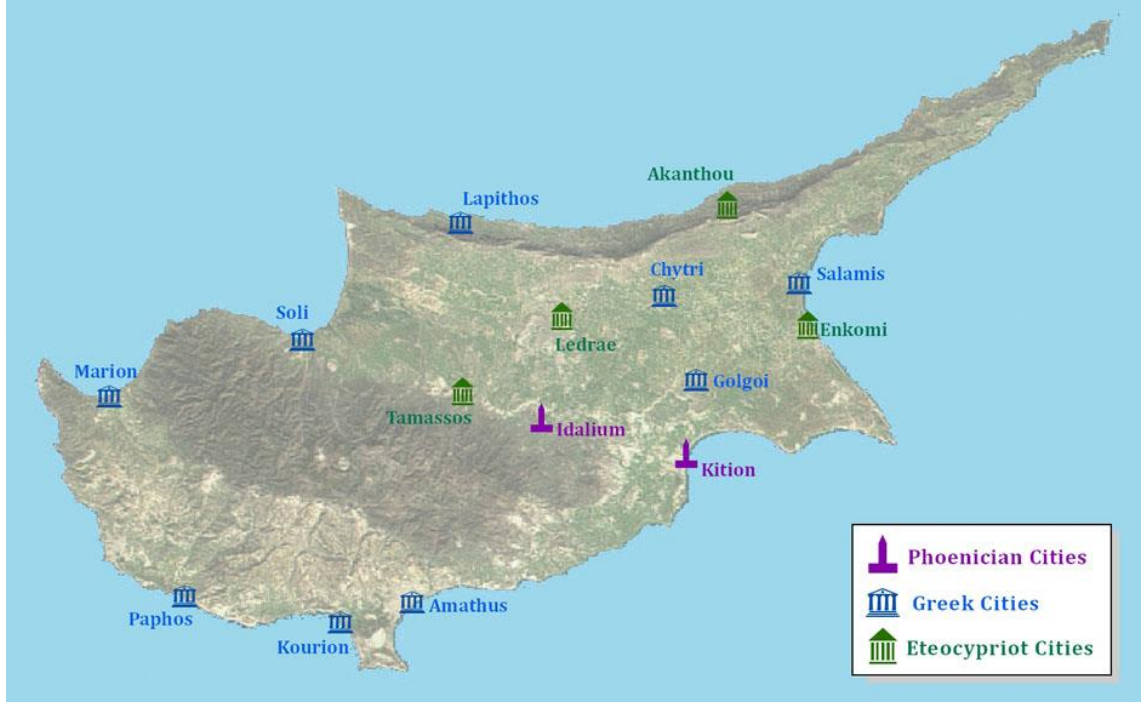 Akanthou
Lapithos
Chytri
Salamis
Soli
Enkomi
Ledrae
Marion
Golgoi
Tamassos
Idalium
Kition
Phoenician Cities
Greek Cities
Eteocypriot Cities
Amathus
Paphos
Kourion